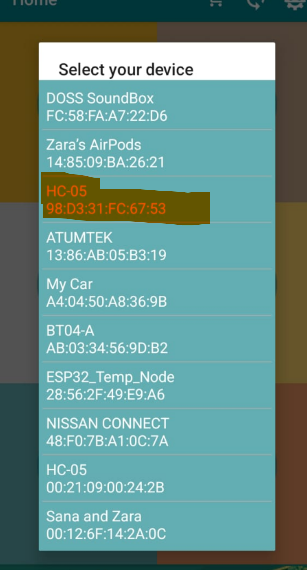 Home
Select your device
DOSS SoundBox
FC:58:FA:A7:22:D6
Zara's AirPods
14:85:09:BA:26:21
HC-05
98:D3:31:FC:67:53
ATUMTEK
13:86:AB:05:B3:19
My Car
A4:04:50:A8:36:9B
BT04-A
AB:03:34:56:9D:B2
ESP32_Temp_Node
28:56:2F:49:E9:A6
NISSAN CONNECT
48:F0:7B:A1:0C:7A
HC-05
00:21:09:00:24:2B
Sana and Zara
00:12:6F:14:2A:0C